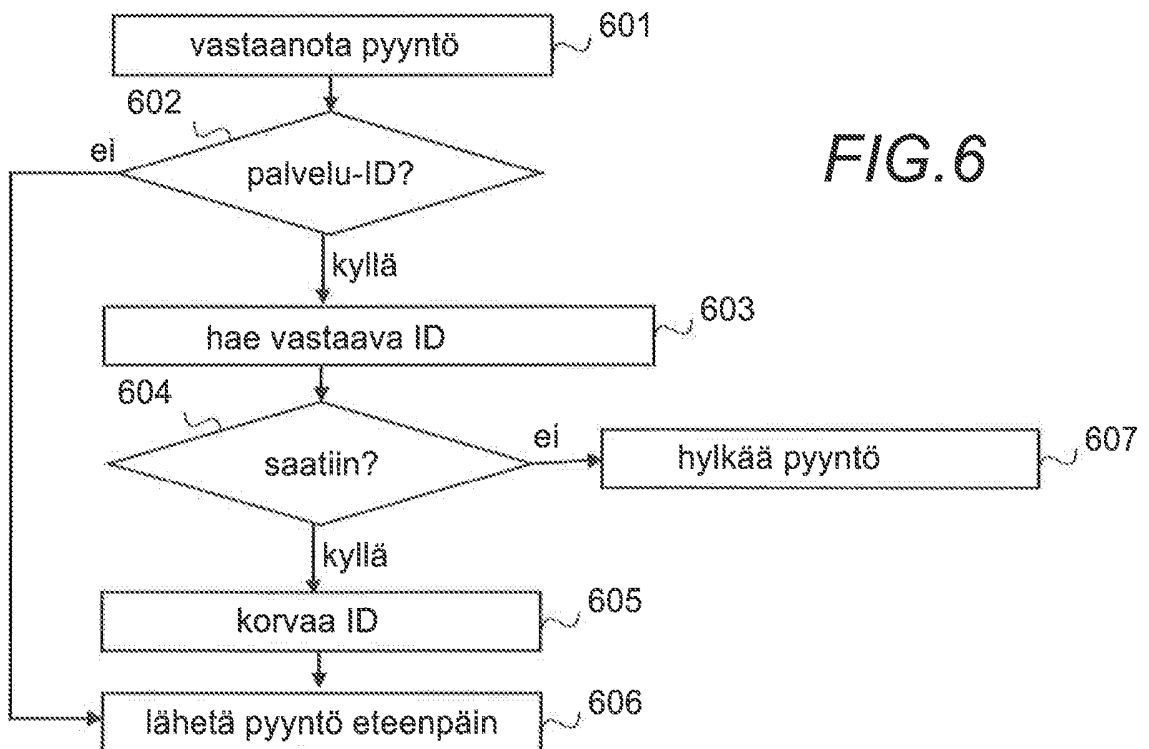 vastaanota pyyntö
601
602
ei
palvelu-ID?
FIG.6
kyllä
hae vastaava ID
603
604
saatiin?
ei
hylkää pyyntö
607
kyllä
korvaa ID
605
lähetä pyyntö eteenpäin
606